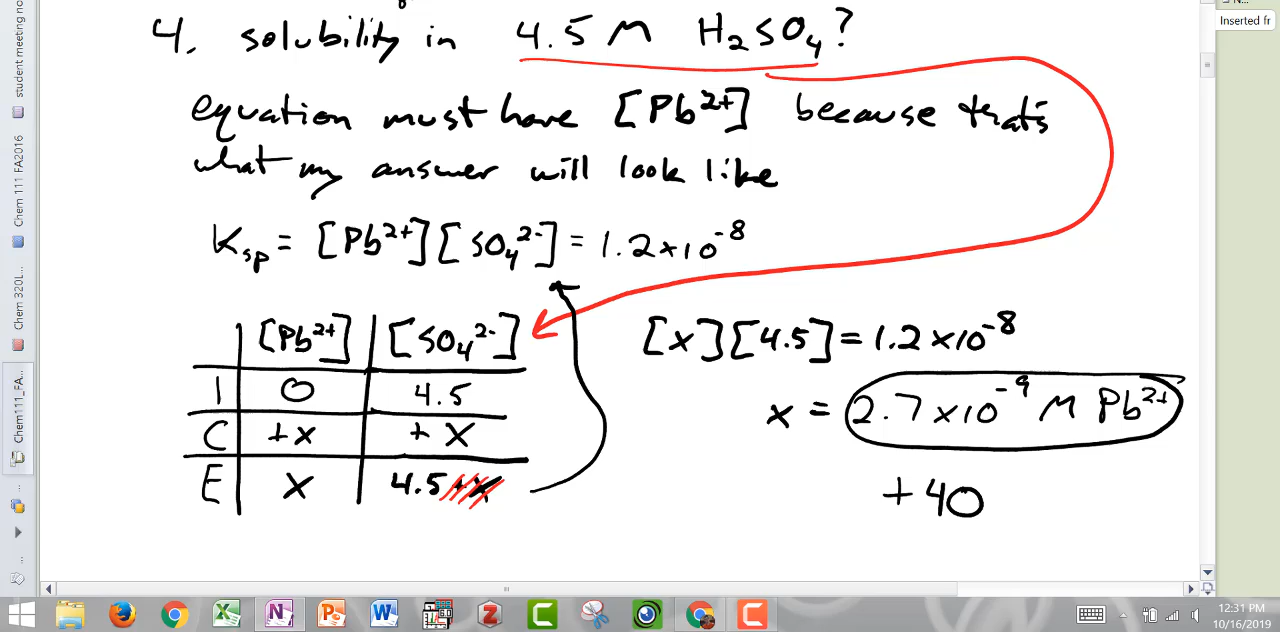 Inserted fr
student meeting no
Chem 111 FA2016
Chem 320L
Chem111_FA
4. solubility in 4.5 M H₂SO₄?
equation must have [Pb²⁺] because that's
what my answer will look like
Ksp = [Pb²⁺][SO₄²⁻] = 1.2×10⁻⁸
[Pb²⁺] [SO₄²⁻]
I 0 4.5
C +x + x
E x 4.5 + x
[x][4.5] = 1.2×10⁻⁸
x = 2.7×10⁻⁹ M Pb²⁺
+40
12:31 PM
10/16/2019